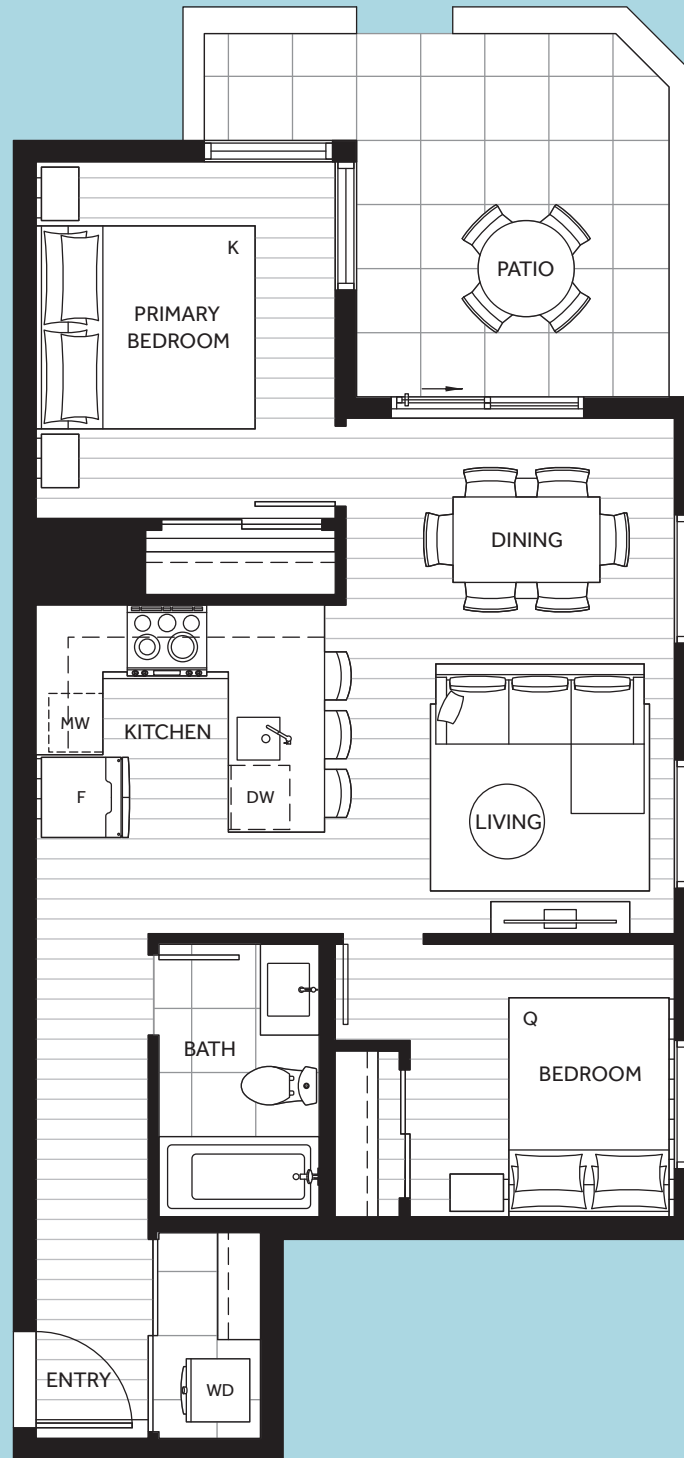 PATIO
K
PRIMARY
BEDROOM
DINING
MW
KITCHEN
F
DW
LIVING
BATH
Q
BEDROOM
ENTRY
WD